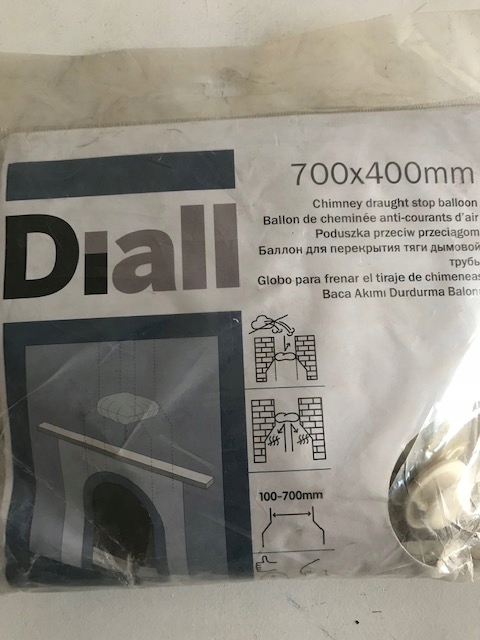 700x400mm
Chimney draught stop balloon
Ballon de cheminée anti-courants d'air
Poduszka przeciw przeciągom
Баллон для перекрытия тяги дымовой
трубы
Globo para frenar el tiraje de chimeneas
Baca Akımı Durdurma Balonu
Diall
100-700mm